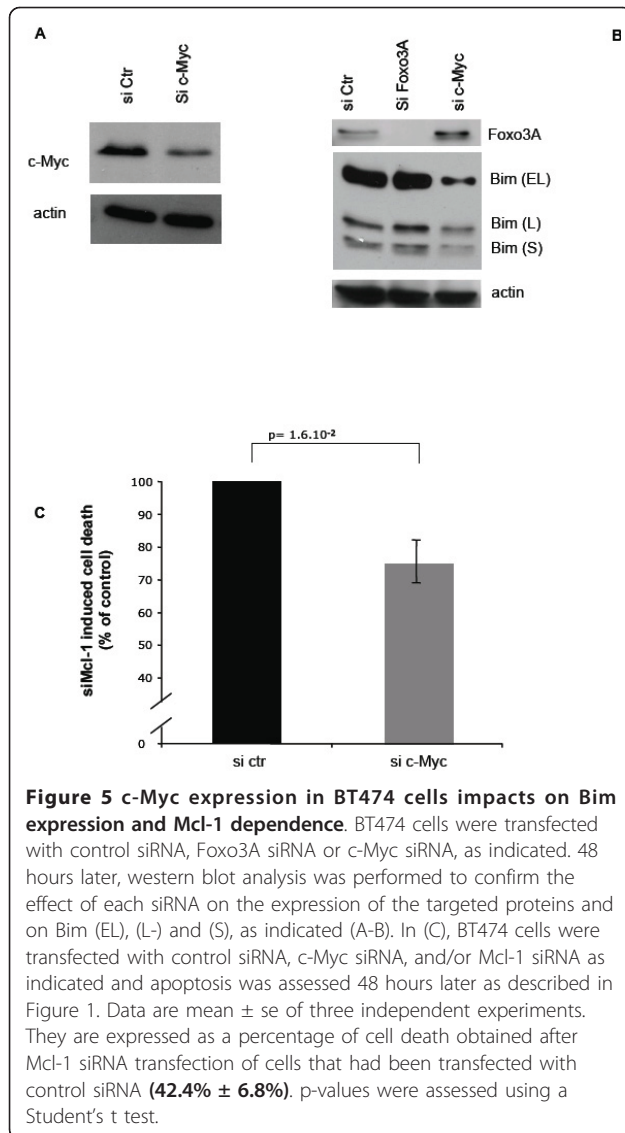 A
B
si Ctr
Si c-Myc
c-Myc
actin
si Ctr
Si Foxo3A
si c-Myc
Foxo3A
Bim (EL)
Bim (L)
Bim (S)
actin
C
p= 1.6.10-2
siMcl-1 induced cell death
(% of control)
100
90
80
70
60
50
40
0
si ctr
si c-Myc
Figure 5 c-Myc expression in BT474 cells impacts on Bim
expression and Mcl-1 dependence. BT474 cells were transfected
with control siRNA, Foxo3A siRNA or c-Myc siRNA, as indicated. 48
hours later, western blot analysis was performed to confirm the
effect of each siRNA on the expression of the targeted proteins and
on Bim (EL), (L-) and (S), as indicated (A-B). In (C), BT474 cells were
transfected with control siRNA, c-Myc siRNA, and/or Mcl-1 siRNA as
indicated and apoptosis was assessed 48 hours later as described in
Figure 1. Data are mean ± se of three independent experiments.
They are expressed as a percentage of cell death obtained after
Mcl-1 siRNA transfection of cells that had been transfected with
control siRNA (42.4% ± 6.8%). p-values were assessed using a
Student's t test.